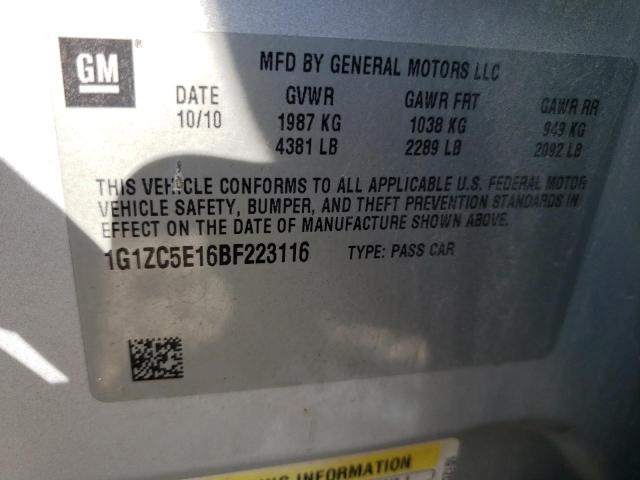 GM ®
MFD BY GENERAL MOTORS LLC
DATE GVWR GAWR FRT GAWR RR
10/10 1987 KG 1038 KG 949 KG
4381 LB 2289 LB 2092 LB
THIS VEHICLE CONFORMS TO ALL APPLICABLE U.S. FEDERAL MOTOR
VEHICLE SAFETY, BUMPER, AND THEFT PREVENTION STANDARDS IN
EFFECT ON THE DATE OF MANUFACTURE SHOWN ABOVE.
1G1ZC5E16BF223116 TYPE: PASS CAR
INFORMATION